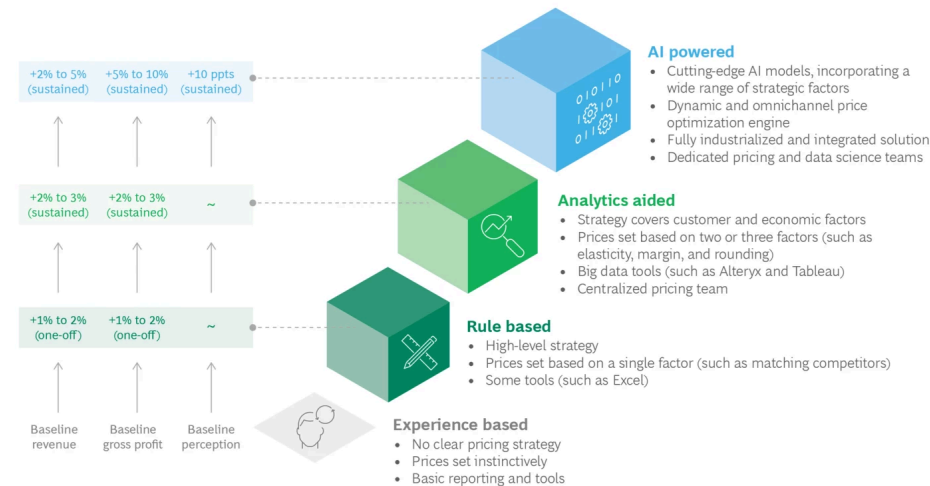 AI powered
+2% to 5% +5% to 10% +10 ppts
(sustained) (sustained) (sustained)
• Cutting-edge AI models, incorporating a
wide range of strategic factors
• Dynamic and omnichannel price
optimization engine
• Fully industrialized and integrated solution
• Dedicated pricing and data science teams
010110
1
01
0
1 10
Analytics aided
+2% to 3% +2% to 3% ~
(sustained) (sustained)
• Strategy covers customer and economic factors
• Prices set based on two or three factors (such as
elasticity, margin, and rounding)
• Big data tools (such as Alteryx and Tableau)
• Centralized pricing team
Rule based
+1% to 2% +1% to 2% ~
(one-off) (one-off)
• High-level strategy
• Prices set based on a single factor (such as matching competitors)
• Some tools (such as Excel)
Experience based
Baseline Baseline Baseline
revenue gross profit perception
• No clear pricing strategy
• Prices set instinctively
• Basic reporting and tools